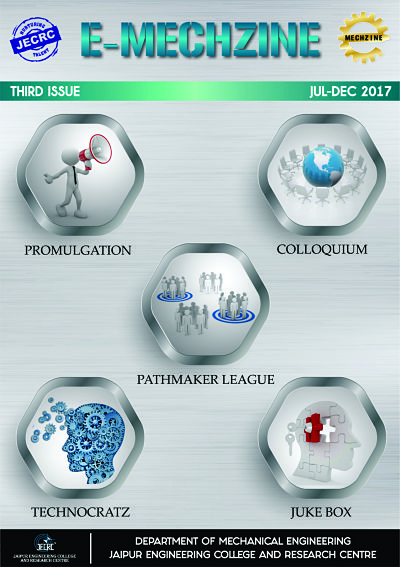 NURTURING
JECRC
TALENT
E-MECHZINE
MECHZINE
THIRD ISSUE
JUL-DEC 2017
PROMULGATION
COLLOQUIUM
PATHMAKER LEAGUE
TECHNOCRATZ
JUKE BOX
JECRC
JAIPUR ENGINEERING COLLEGE
AND RESEARCH CENTRE
DEPARTMENT OF MECHANICAL ENGINEERING
JAIPUR ENGINEERING COLLEGE AND RESEARCH CENTRE